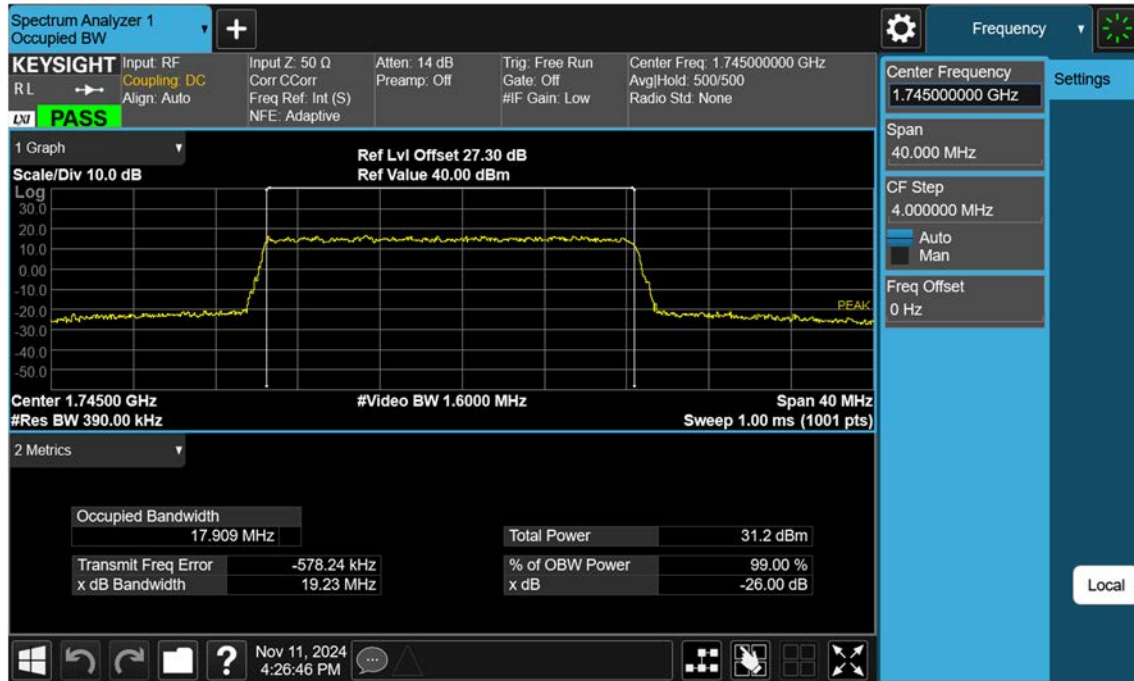 Spectrum Analyzer 1
Occupied BW
Frequency
KEYSIGHT
RL
LXI
PASS
Input: RF
Coupling: DC
Align: Auto
Input Z: 50 Ω
Corr CCorr
Freq Ref: Int (S)
NFE: Adaptive
Atten: 14 dB
Preamp: Off
Trig: Free Run
Gate: Off
#IF Gain: Low
Center Freq: 1.745000000 GHz
Avg|Hold: 500/500
Radio Std: None
Center Frequency
1.745000000 GHz
Settings
Span
40.000 MHz
CF Step
4.000000 MHz
Auto
Man
Freq Offset
0 Hz
1 Graph
Scale/Div 10.0 dB
Ref Lvl Offset 27.30 dB
Ref Value 40.00 dBm
Log
30.0
20.0
10.0
0.00
-10.0
-20.0
-30.0
-40.0
-50.0
PEAK
Center 1.74500 GHz
#Video BW 1.6000 MHz
Span 40 MHz
#Res BW 390.00 kHz
Sweep 1.00 ms (1001 pts)
2 Metrics
Occupied Bandwidth
17.909 MHz
Total Power 31.2 dBm
Transmit Freq Error -578.24 kHz
% of OBW Power 99.00 %
x dB Bandwidth 19.23 MHz
x dB -26.00 dB
Local
?
Nov 11, 2024
4:26:46 PM